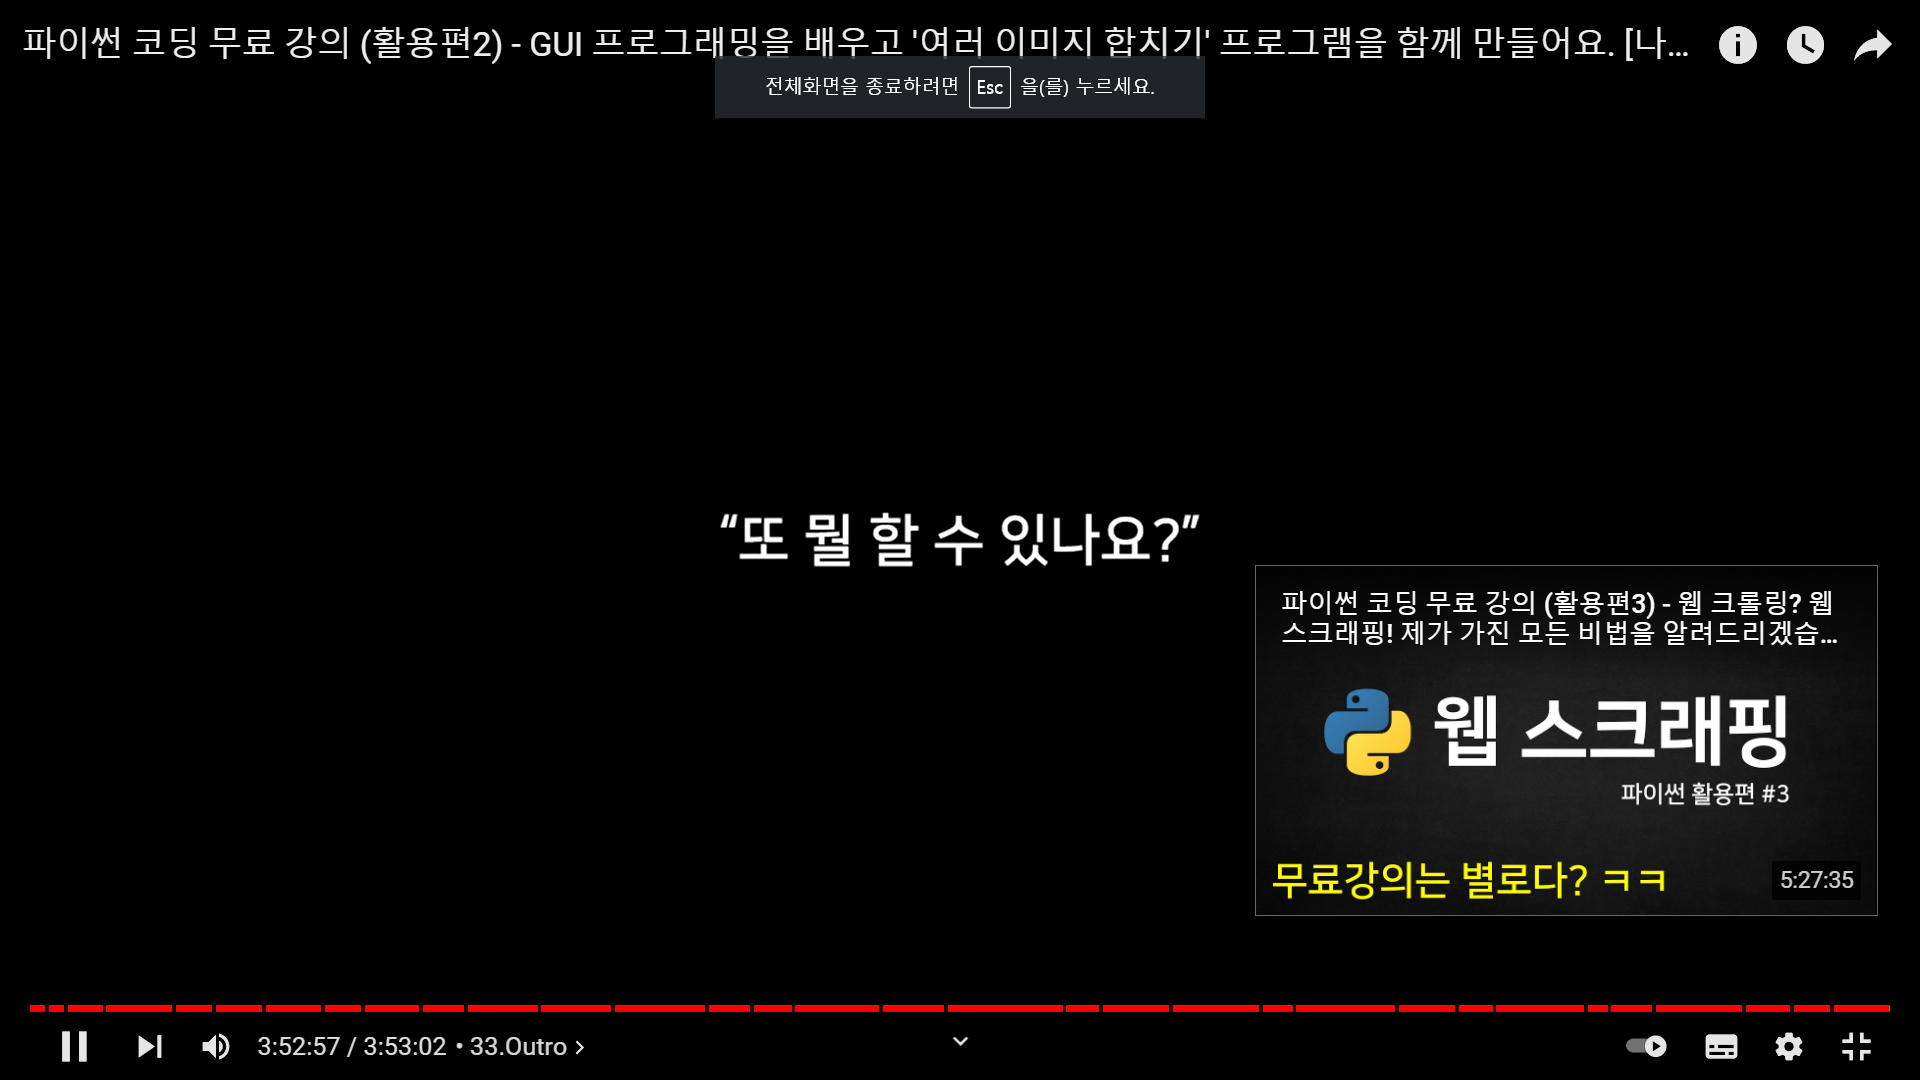 파이썬 코딩 무료 강의 (활용편2) - GUI 프로그래밍을 배우고 '여러 이미지 합치기' 프로그램을 함께 만들어요. [나...
전체화면을 종료하려면 Esc 을(를) 누르세요.
“또 뭘 할 수 있나요?”
파이썬 코딩 무료 강의 (활용편3) - 웹 크롤링? 웹
스크래핑! 제가 가진 모든 비법을 알려드리겠습...
웹 스크래핑
파이썬 활용편 #3
무료강의는 별로다? ㅋㅋ
5:27:35
3:52:57 / 3:53:02 • 33.Outro